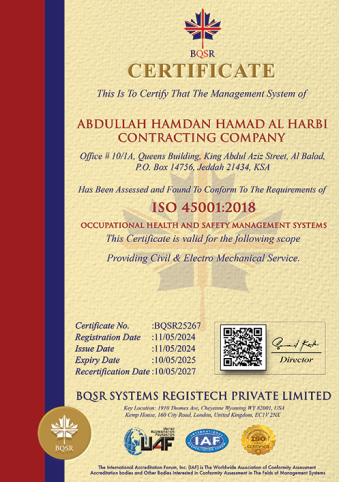 BQSR
CERTIFICATE
This Is To Certify That The Management System of
ABDULLAH HAMDAN HAMAD AL HARBI
CONTRACTING COMPANY
Office # 10/1A, Queens Building, King Abdul Aziz Street, Al Balad,
P.O. Box 14756, Jeddah 21434, KSA
Has Been Assessed and Found To Conform To The Requirements of
ISO 45001:2018
OCCUPATIONAL HEALTH AND SAFETY MANAGEMENT SYSTEMS
This Certificate is valid for the following scope
Providing Civil & Electro Mechanical Service.
Certificate No. :BQSR25267
Registration Date :11/05/2024
Issue Date :11/05/2024
Expiry Date :10/05/2025
Recertification Date :10/05/2027
Director
BQSR SYSTEMS REGISTECH PRIVATE LIMITED
Key Location: 1910 Thomes Ave, Cheyenne Wyoming WY 82001, USA
Kemp House, 160 City Road, London, United Kingdom, EC1V 2NX
BQSR
UAF
IAF
ISO
The International Accreditation Forum, Inc. (IAF) is The Worldwide Association of Conformity Assessment
Accreditation bodies and Other Bodies Interested in Conformity Assessment in The Felds of Management Systems